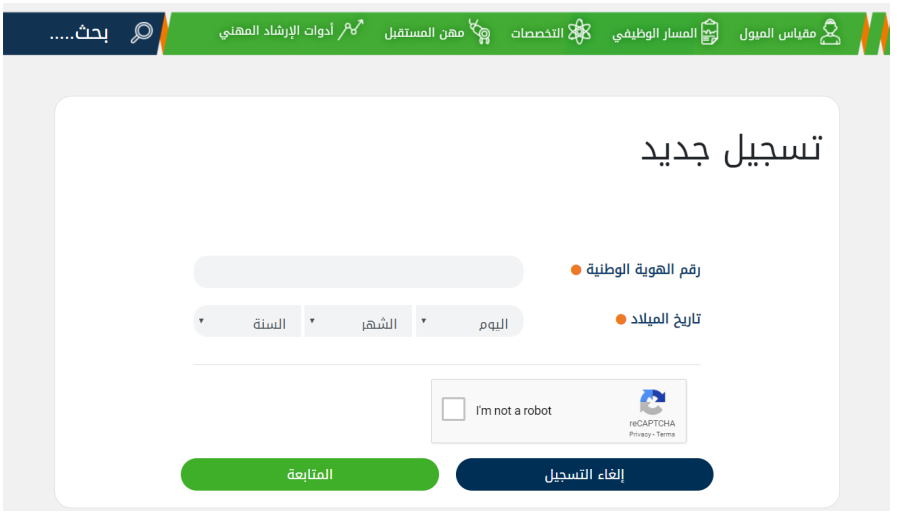 مقياس الميول المسار الوظيفي التخصصات مهن المستقبل أدوات الإرشاد المهني بحث.....
تسجيل جديد
رقم الهوية الوطنية
تاريخ الميلاد اليوم الشهر السنة
I'm not a robot
reCAPTCHA
Privacy - Terms
إلغاء التسجيل المتابعة